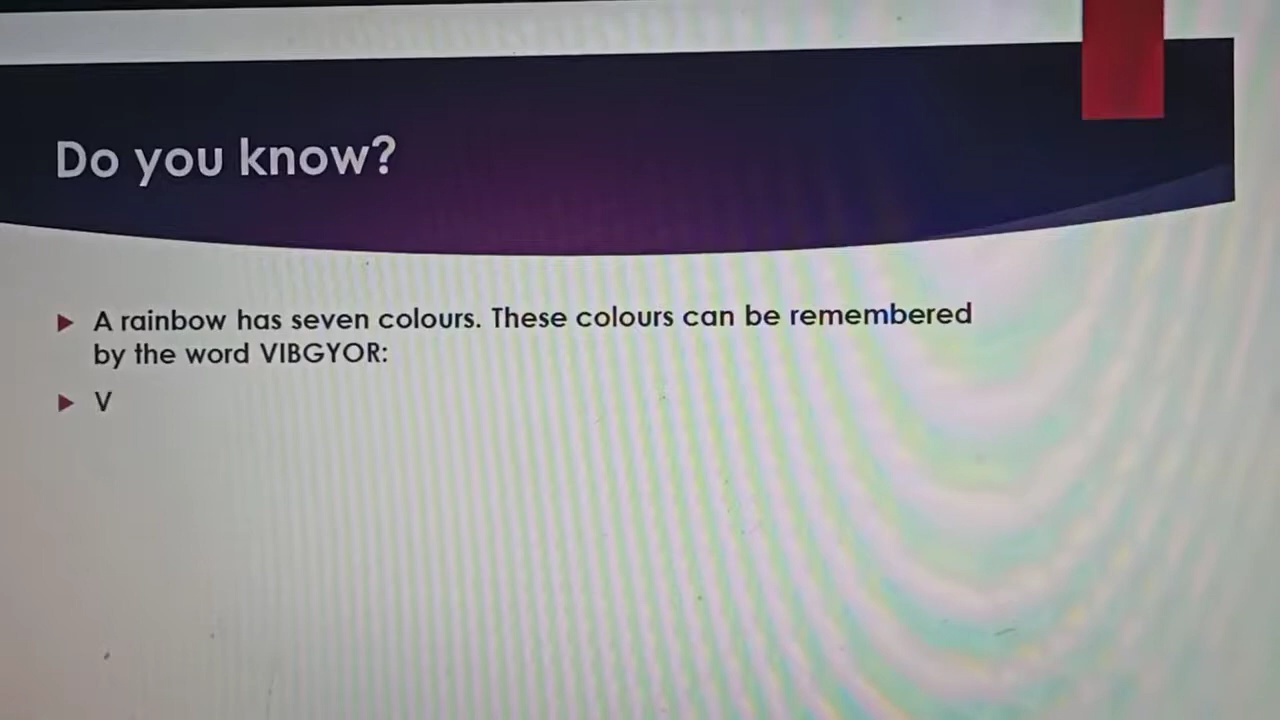 Do you know?
A rainbow has seven colours. These colours can be remembered
by the word VIBGYOR:
V